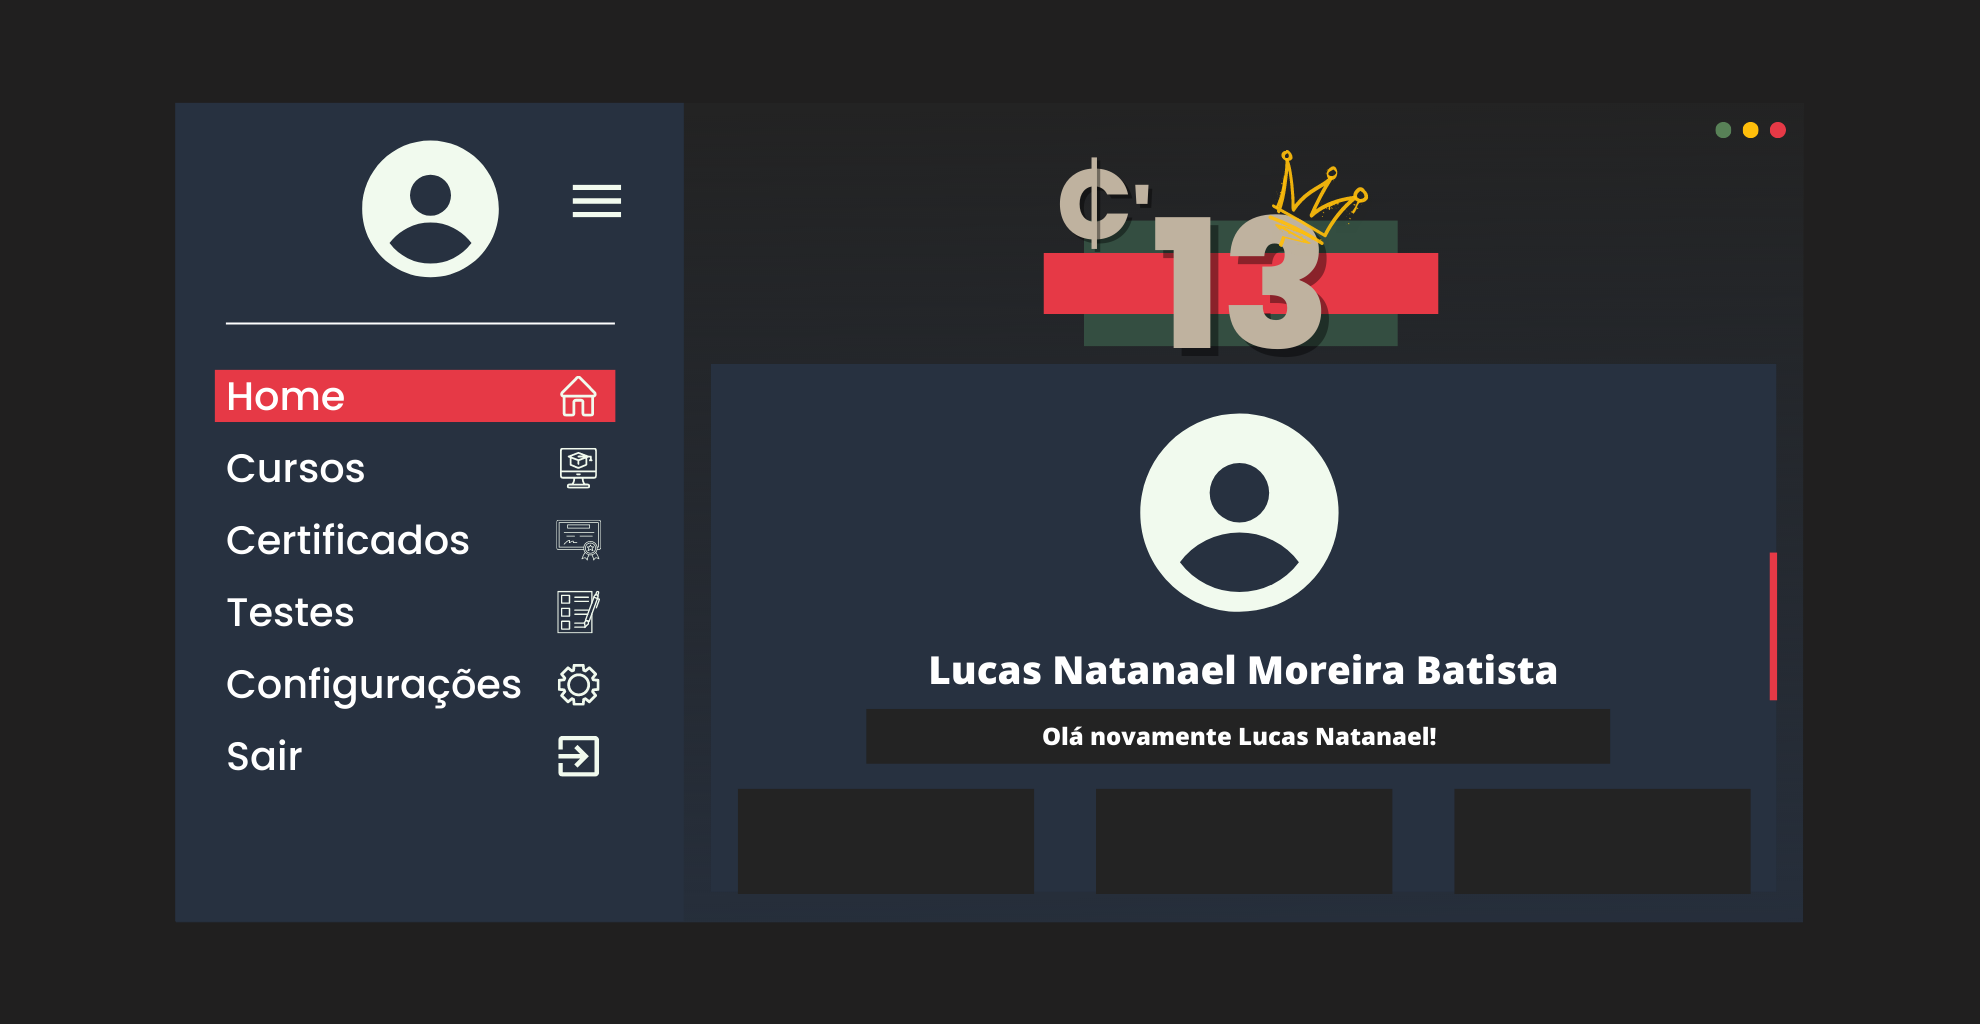 Home
Cursos
Certificados
Testes
Configurações
Sair
₵'13
Lucas Natanael Moreira Batista
Olá novamente Lucas Natanael!